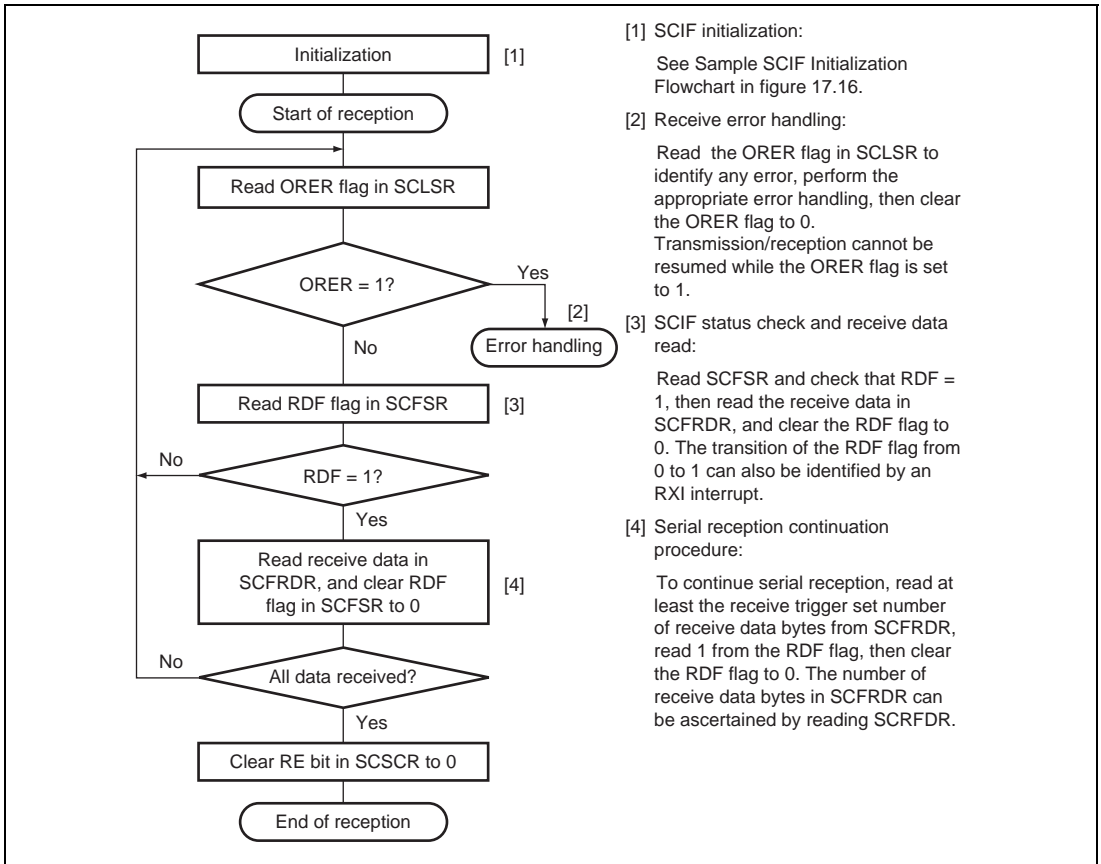 Initialization
[1]
Start of reception
Read ORER flag in SCLSR
ORER = 1?
Yes
[2]
Error handling
No
Read RDF flag in SCFSR
[3]
No
RDF = 1?
Yes
Read receive data in
SCFRDR, and clear RDF
flag in SCFSR to 0
[4]
No
All data received?
Yes
Clear RE bit in SCSCR to 0
End of reception
[1] SCIF initialization:
See Sample SCIF Initialization
Flowchart in figure 17.16.
[2] Receive error handling:
Read the ORER flag in SCLSR to
identify any error, perform the
appropriate error handling, then clear
the ORER flag to 0.
Transmission/reception cannot be
resumed while the ORER flag is set
to 1.
[3] SCIF status check and receive data
read:
Read SCFSR and check that RDF =
1, then read the receive data in
SCFRDR, and clear the RDF flag to
0. The transition of the RDF flag from
0 to 1 can also be identified by an
RXI interrupt.
[4] Serial reception continuation
procedure:
To continue serial reception, read at
least the receive trigger set number
of receive data bytes from SCFRDR,
read 1 from the RDF flag, then clear
the RDF flag to 0. The number of
receive data bytes in SCFRDR can
be ascertained by reading SCRFDR.